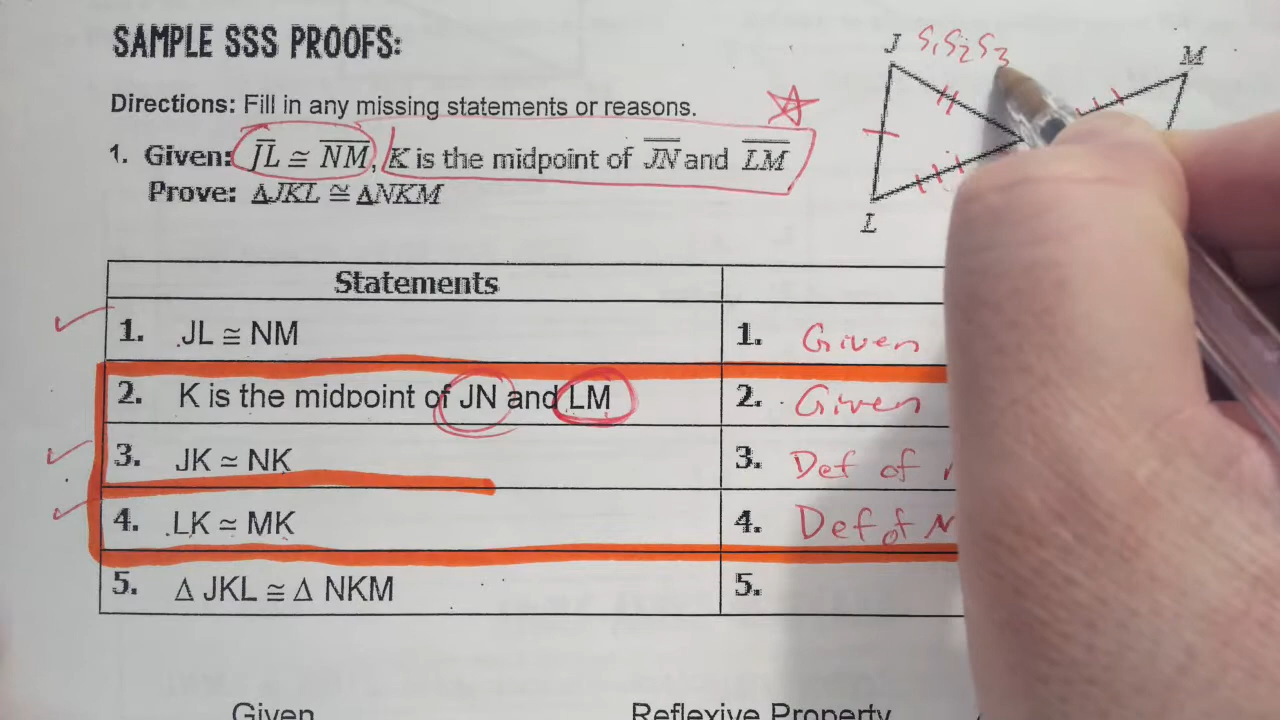 SAMPLE SSS PROOFS:
J S₁S₂S₃
M
Directions: Fill in any missing statements or reasons.
1. Given: JL ≅ NM, K is the midpoint of JN and LM
Prove: ΔJKL ≅ ΔNKM
L
Statements
1. JL ≅ NM 1. Given
2. K is the midpoint of JN and LM 2. Given
3. JK ≃ NK 3. Def of
4. LK ≃ MK 4. Def of
5. Δ JKL ≅ Δ NKM 5.
Given Reflexive Property